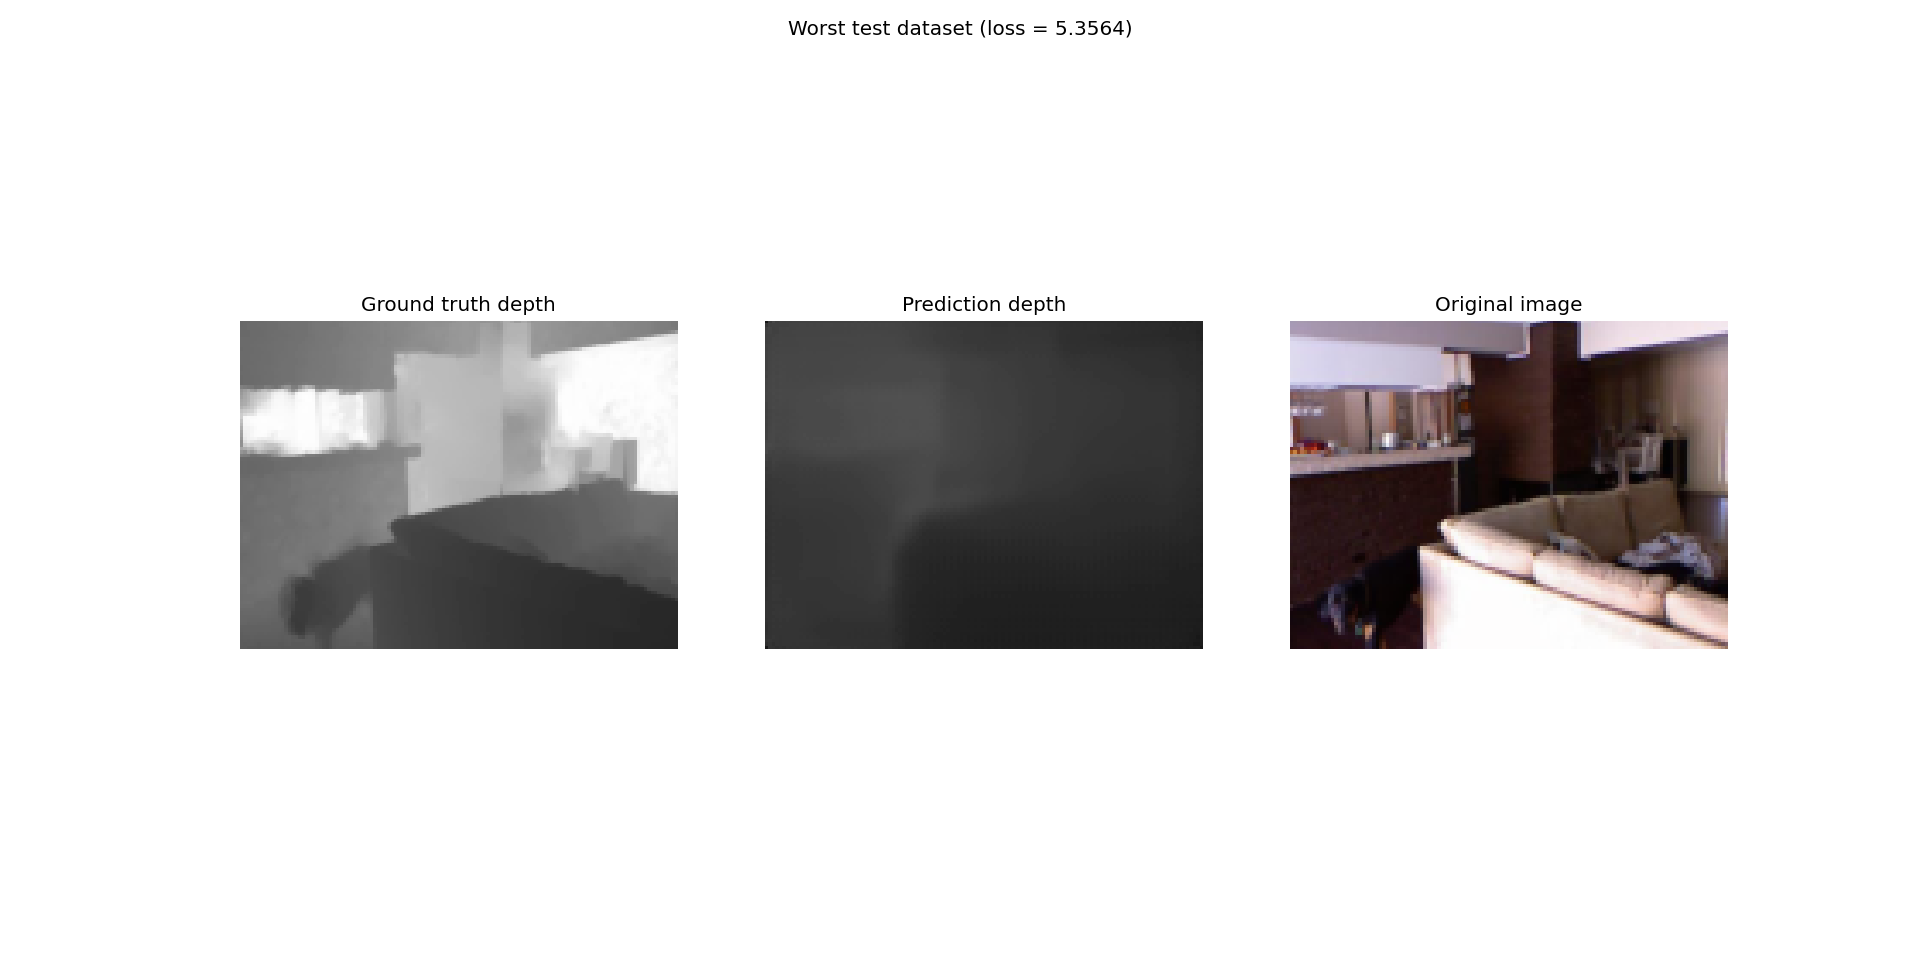 Worst test dataset (loss = 5.3564)
Ground truth depth
Prediction depth
Original image